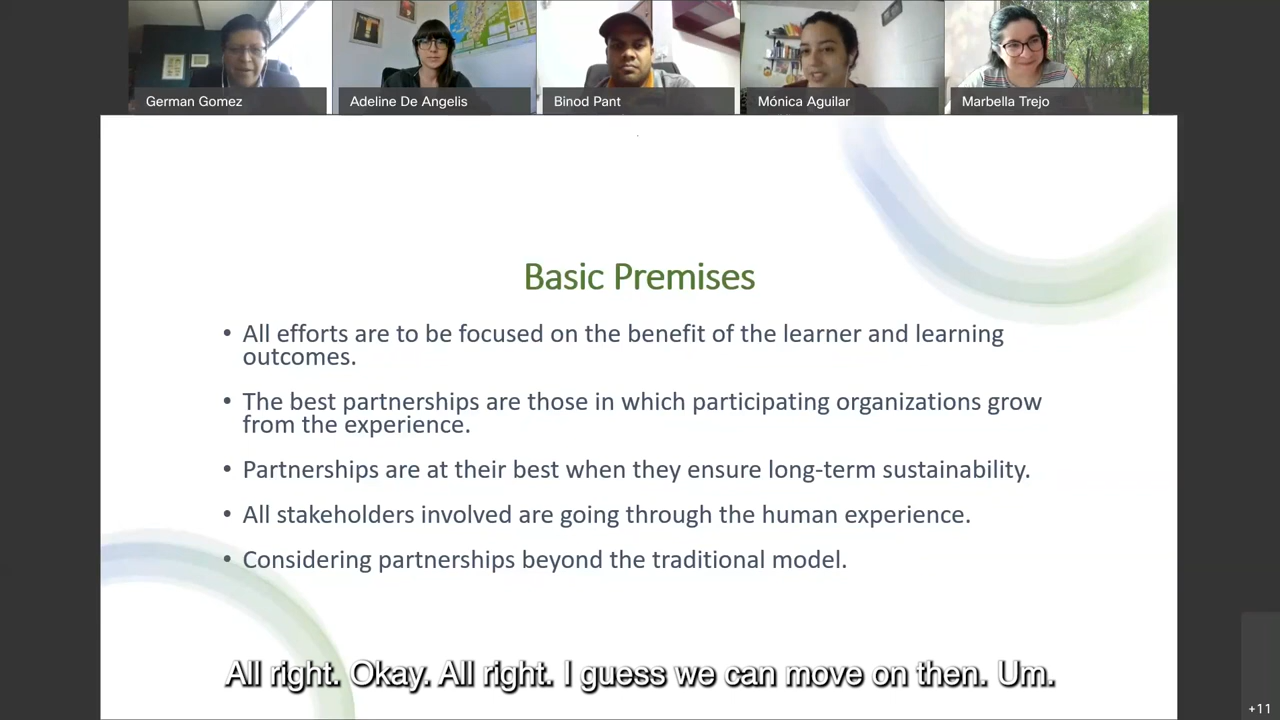 German Gomez
Adeline De Angelis
Binod Pant
Mónica Aguilar
Marbella Trejo
Basic Premises
• All efforts are to be focused on the benefit of the learner and learning
outcomes.
• The best partnerships are those in which participating organizations grow
from the experience.
• Partnerships are at their best when they ensure long-term sustainability.
• All stakeholders involved are going through the human experience.
• Considering partnerships beyond the traditional model.
All right. Okay. All right. I guess we can move on then. Um.
+11